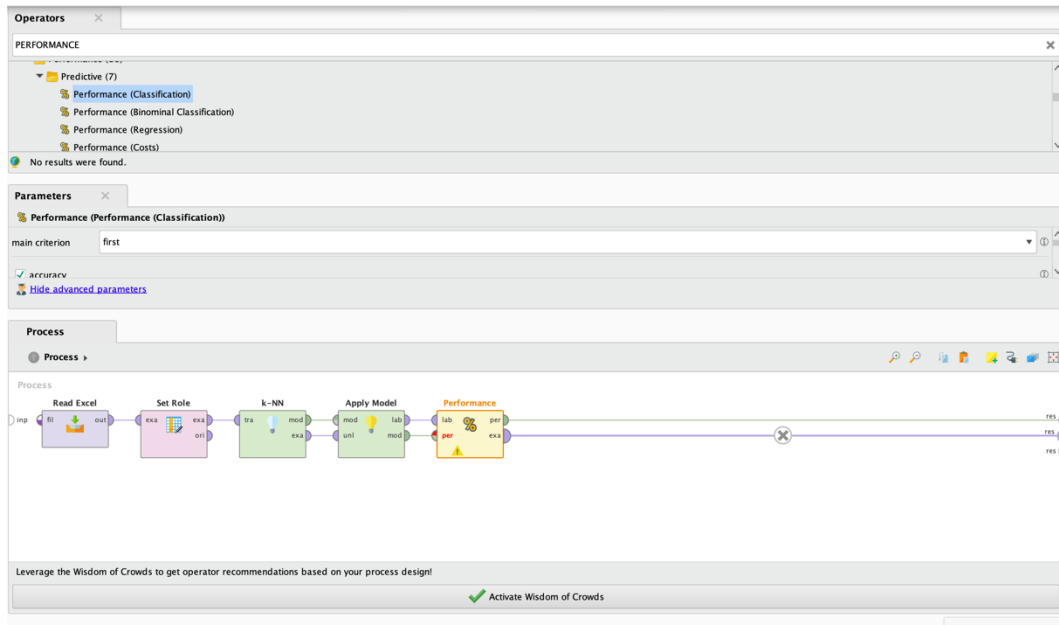 Operators
PERFORMANCE
Predictive (7)
Performance (Classification)
Performance (Binominal Classification)
Performance (Regression)
Performance (Costs)
No results were found.
Parameters
Performance (Performance (Classification))
main criterion first
accuracy
Hide advanced parameters
Process
Process
Process
Read Excel Set Role k-NN Apply Model Performance
inp fil out exa exa tra mod mod lab lab per res
ori exa unl mod per exa res
res
Leverage the Wisdom of Crowds to get operator recommendations based on your process design!
Activate Wisdom of Crowds